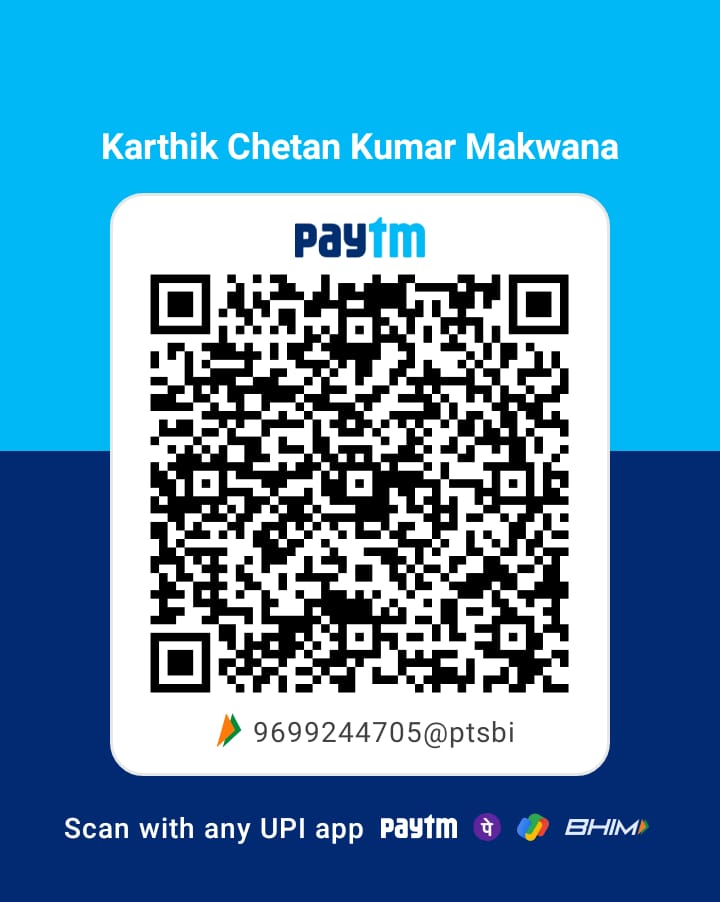 Karthik Chetan Kumar Makwana
paytm
9699244705@ptsbi
Scan with any UPI app paytm पे BHIM